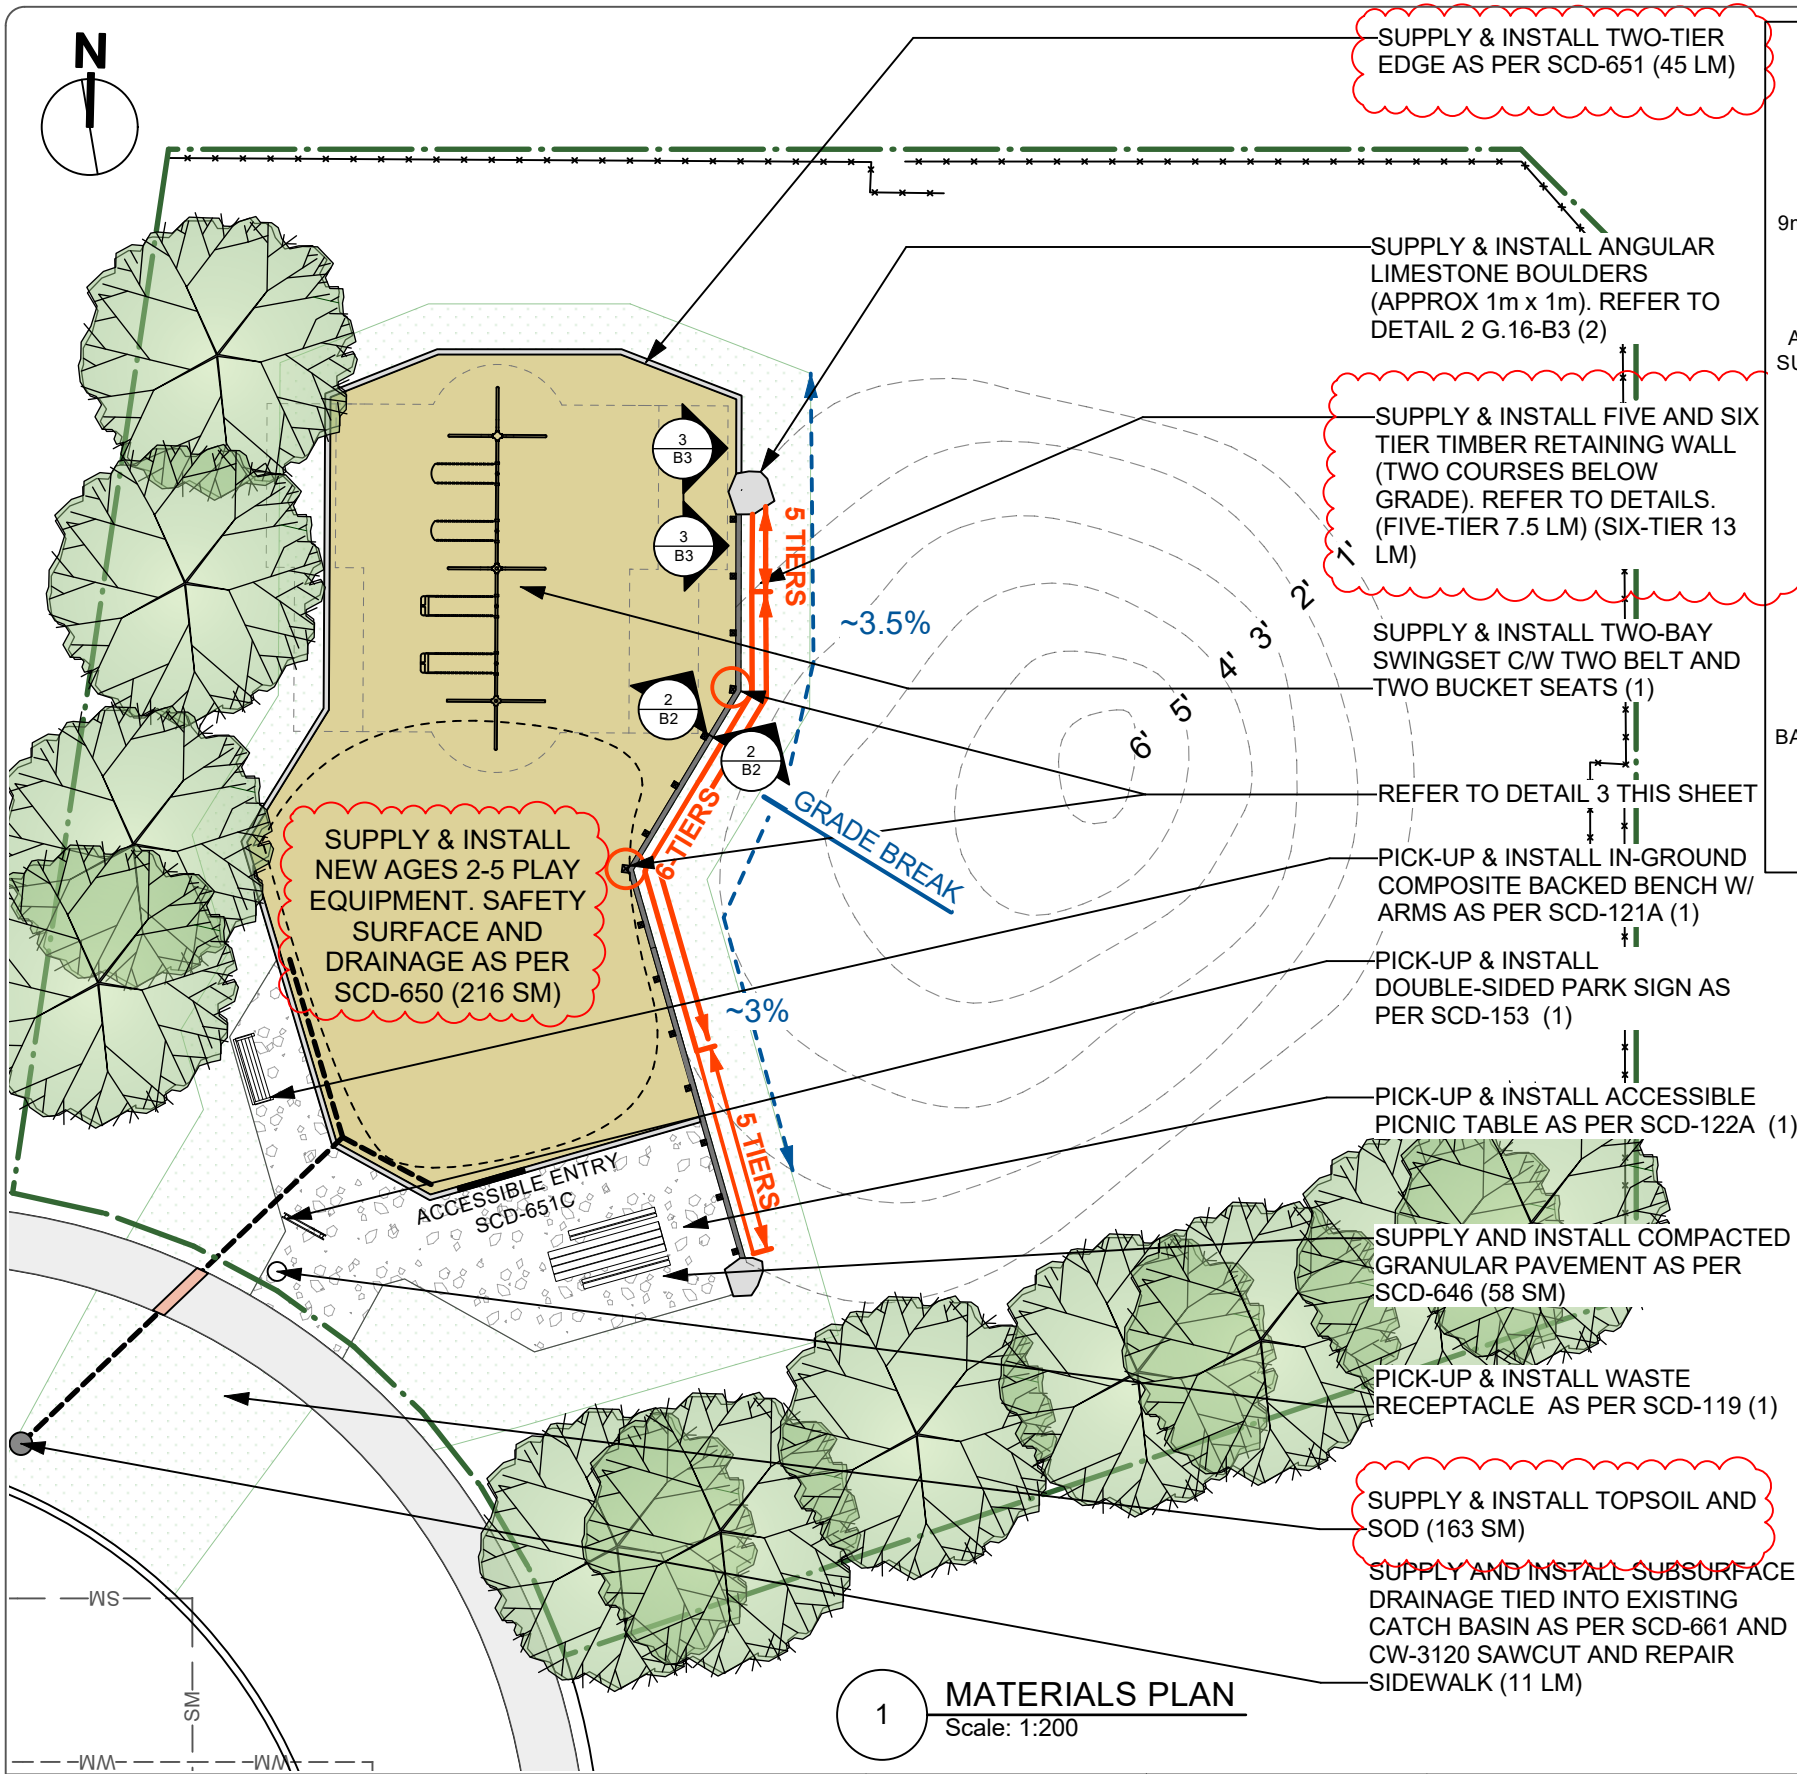 N
SUPPLY & INSTALL TWO-TIER
EDGE AS PER SCD-651 (45 LM)
SUPPLY & INSTALL ANGULAR
LIMESTONE BOULDERS
(APPROX 1m x 1m). REFER TO
DETAIL 2 G.16-B3 (2)
SUPPLY & INSTALL FIVE AND SIX
TIER TIMBER RETAINING WALL
(TWO COURSES BELOW
GRADE). REFER TO DETAILS.
(FIVE-TIER 7.5 LM) (SIX-TIER 13
LM)
SUPPLY & INSTALL TWO-BAY
SWINGSET C/W TWO BELT AND
TWO BUCKET SEATS (1)
REFER TO DETAIL 3 THIS SHEET
PICK-UP & INSTALL IN-GROUND
COMPOSITE BACKED BENCH W/
ARMS AS PER SCD-121A (1)
PICK-UP & INSTALL
DOUBLE-SIDED PARK SIGN AS
PER SCD-153 (1)
PICK-UP & INSTALL ACCESSIBLE
PICNIC TABLE AS PER SCD-122A (1)
SUPPLY AND INSTALL COMPACTED
GRANULAR PAVEMENT AS PER
SCD-646 (58 SM)
PICK-UP & INSTALL WASTE
RECEPTACLE AS PER SCD-119 (1)
SUPPLY & INSTALL TOPSOIL AND
SOD (163 SM)
SUPPLY AND INSTALL SUBSURFACE
DRAINAGE TIED INTO EXISTING
CATCH BASIN AS PER SCD-661 AND
CW-3120 SAWCUT AND REPAIR
SIDEWALK (11 LM)
3
B3
3
B3
2
B2
2
B2
5 TIERS
6-TIERS
5 TIERS
~3.5%
GRADE BREAK
~3%
1'
2'
3'
4'
5'
6'
SUPPLY & INSTALL
NEW AGES 2-5 PLAY
EQUIPMENT. SAFETY
SURFACE AND
DRAINAGE AS PER
SCD-650 (216 SM)
ACCESSIBLE ENTRY
SCD-651C
SM
SM
WM
WM
1
MATERIALS PLAN
Scale: 1:200